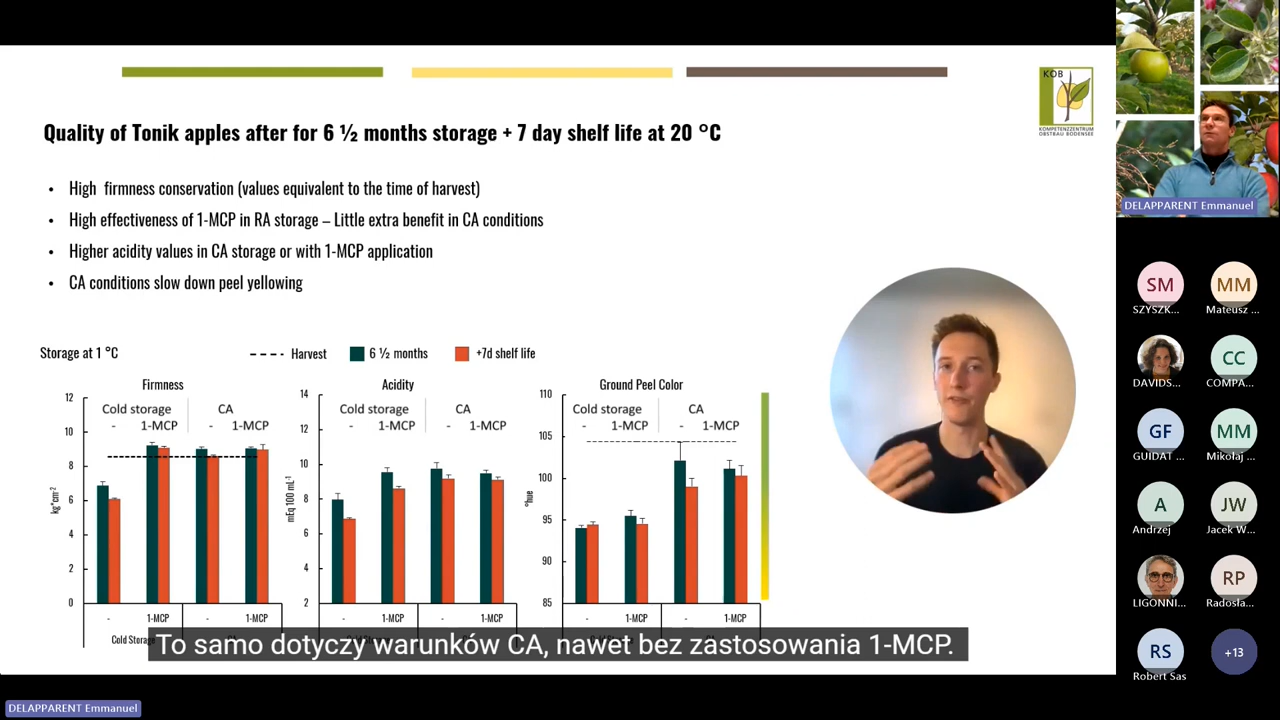 KOB
KOMPETENZZENTRUM
OBSTBAU BODENSEE
Quality of Tonik apples after for 6 ½ months storage + 7 day shelf life at 20 °C
• High firmness conservation (values equivalent to the time of harvest)
• High effectiveness of 1-MCP in RA storage – Little extra benefit in CA conditions
• Higher acidity values in CA storage or with 1-MCP application
• CA conditions slow down peel yellowing
Storage at 1 °C
Harvest 6 ½ months +7d shelf life
Firmness
12
10
8
6
4
2
0
kg*cm⁻²
Cold storage CA
- 1-MCP - 1-MCP
- 1-MCP - 1-MCP
Cold Storage
Acidity
14
12
10
8
6
4
2
mEq 100 mL⁻¹
Cold storage CA
- 1-MCP - 1-MCP
- 1-MCP - 1-MCP
Ground Peel Color
110
105
100
95
90
85
°hue
Cold storage CA
- 1-MCP - 1-MCP
- 1-MCP - 1-MCP
To samo dotyczy warunków CA, nawet bez zastosowania 1-MCP.
DELAPPARENT Emmanuel
DELAPPARENT Emmanuel
SM MM
SZYSZK... Mateusz ...
CC
DAVIDS... COMPA...
GF MM
GUIDAT ... Mikołaj ...
A JW
Andrzej Jacek W...
RP
LIGONNI... Radosła...
RS +13
Robert Sas